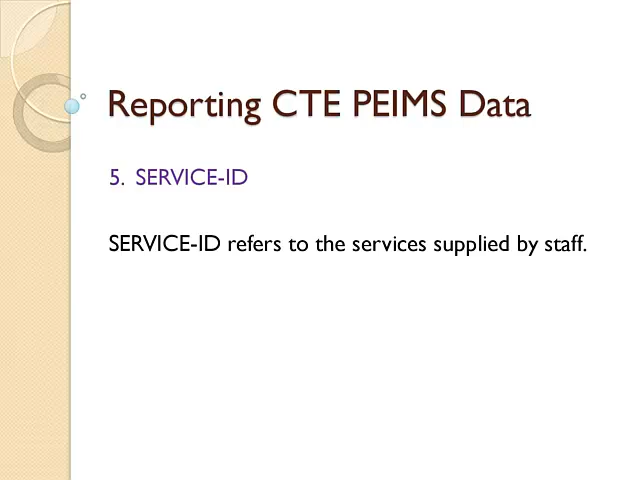 Reporting CTE PEIMS Data
5. SERVICE-ID
SERVICE-ID refers to the services supplied by staff.